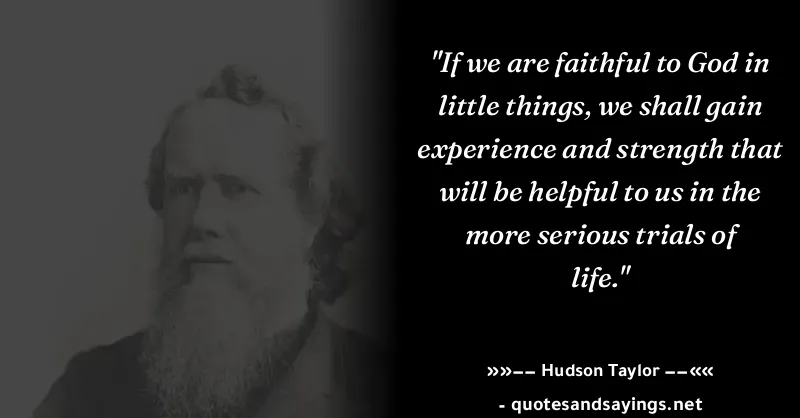 "If we are faithful to God in
little things, we shall gain
experience and strength that
will be helpful to us in the
more serious trials of
life."
»»–– Hudson Taylor ––««
- quotesandsayings.net